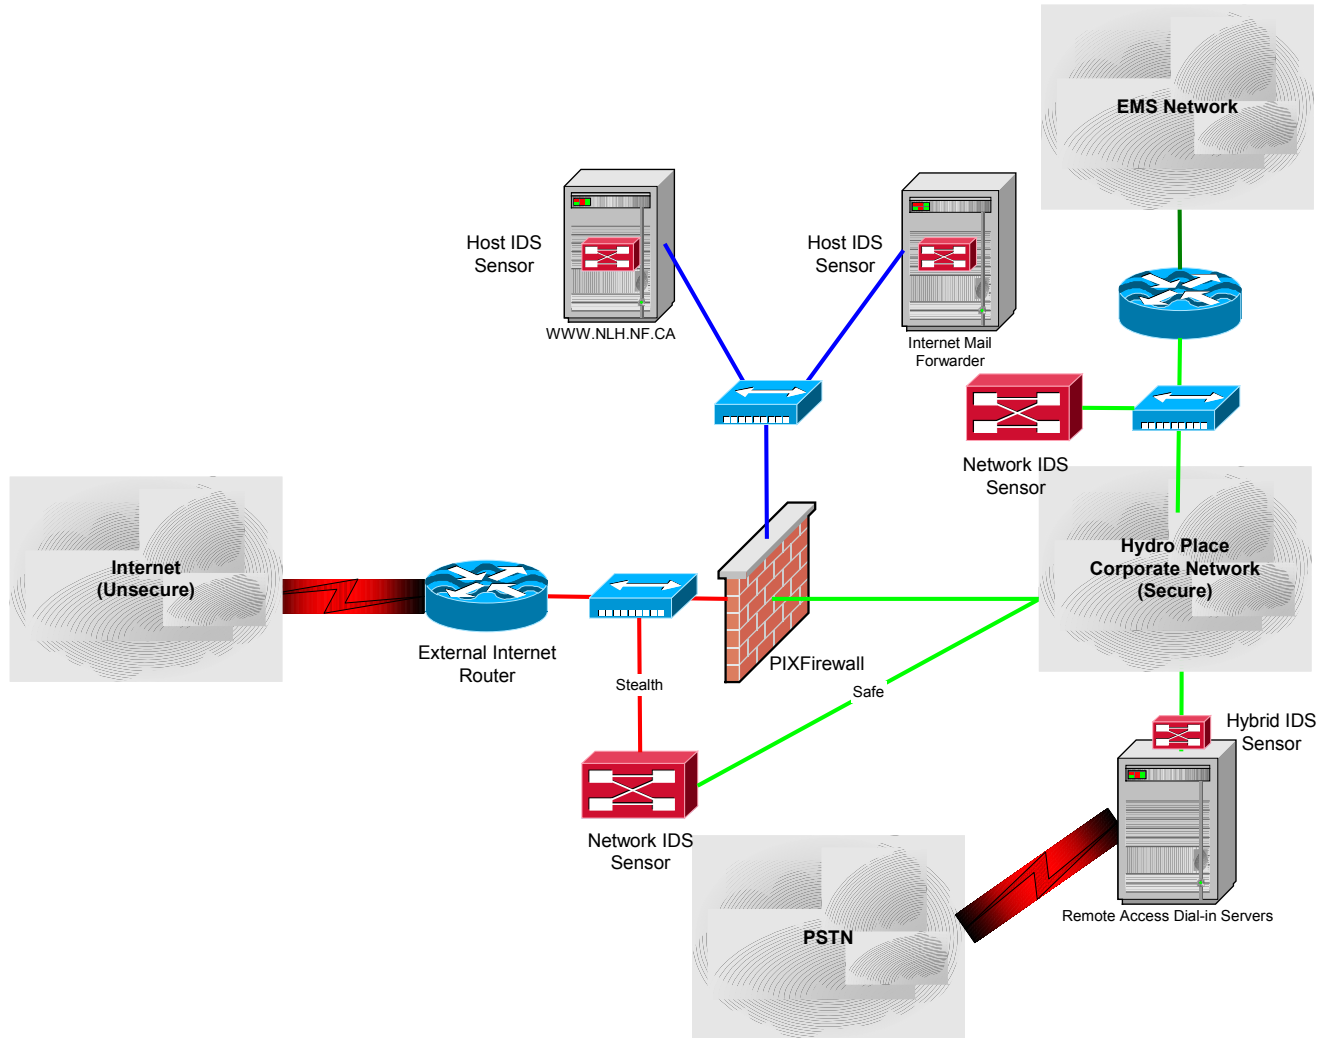 EMS Network
Host IDS
Sensor
WWW.NLH.NF.CA
Host IDS
Sensor
Internet Mail
Forwarder
Network IDS
Sensor
Internet
(Unsecure)
External Internet
Router
Stealth
PIXFirewall
Safe
Hydro Place
Corporate Network
(Secure)
Hybrid IDS
Sensor
Network IDS
Sensor
PSTN
Remote Access Dial-in Servers